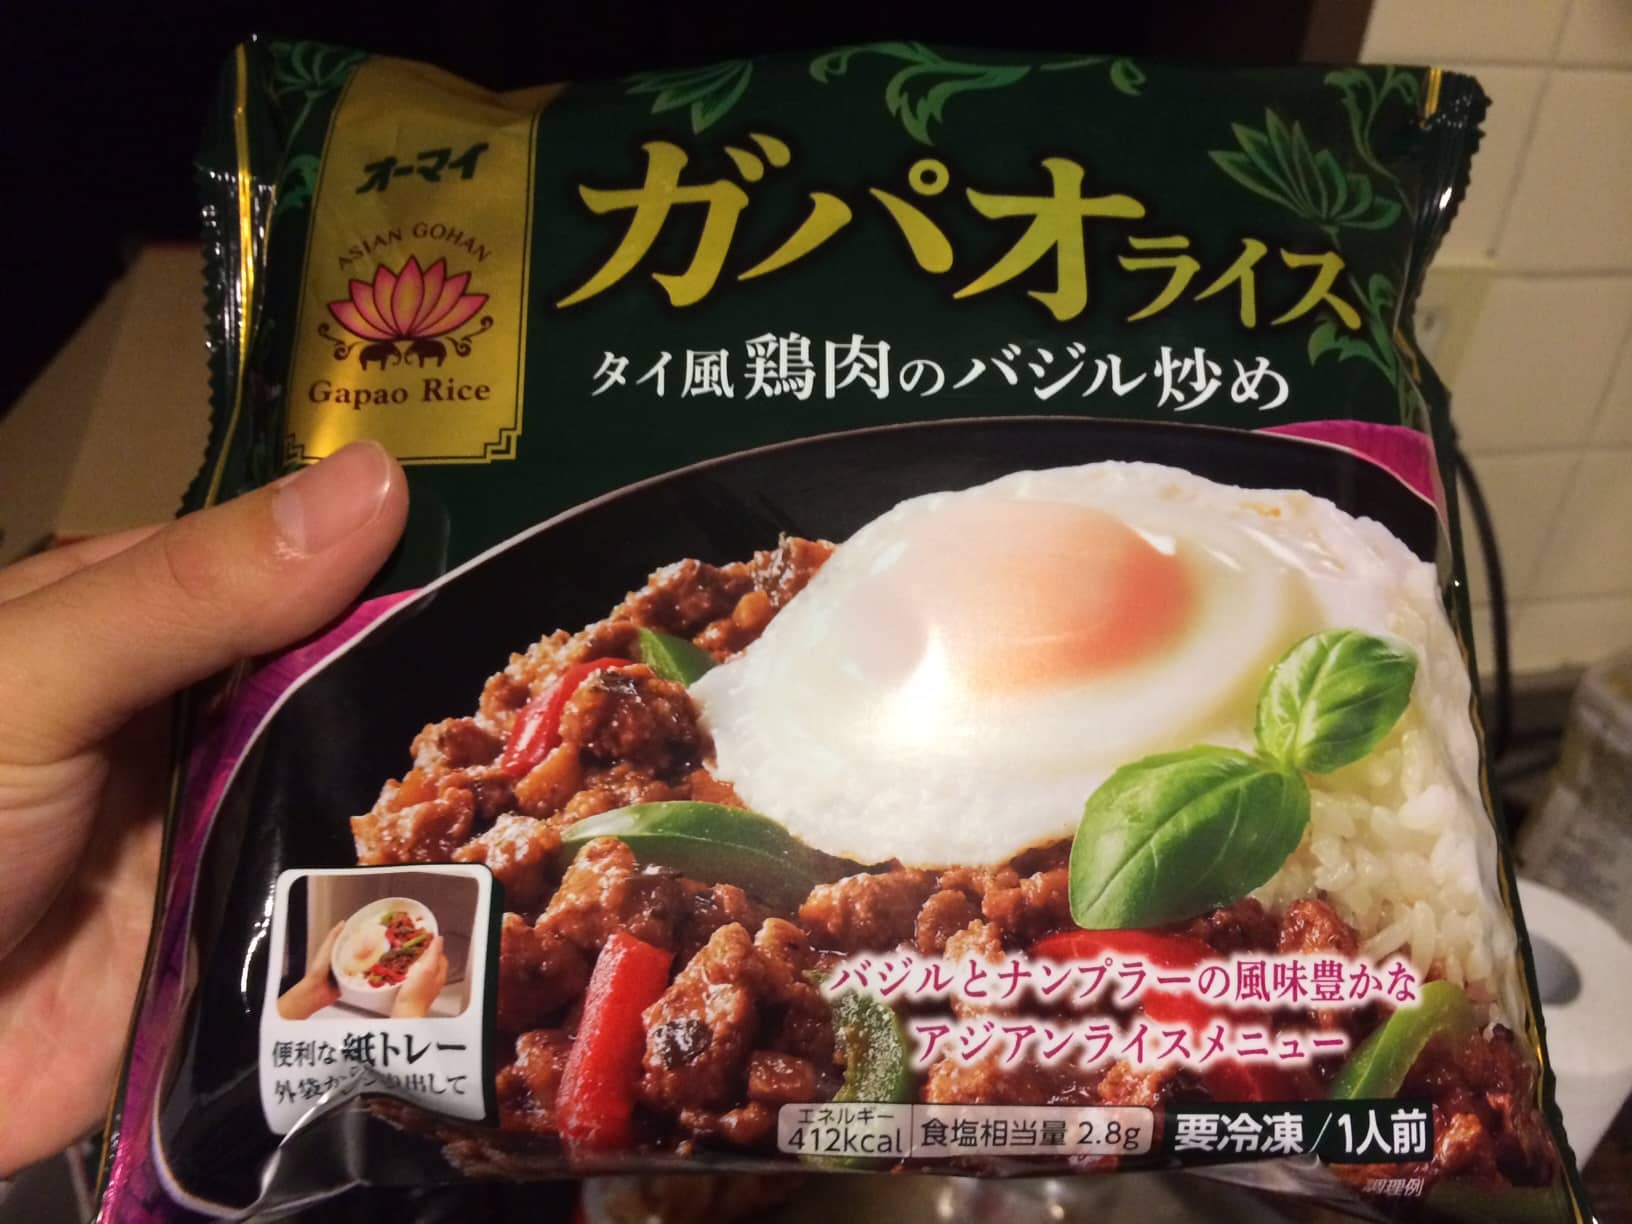 オーマイ
ASIAN GOHAN
Gapao Rice
ガパオライス
タイ風鶏肉のバジル炒め
便利な紙トレー
外袋から取出して
バジルとナンプラーの風味豊かな
アジアンライスメニュー
エネルギー
412kcal
食塩相当量 2.8g
要冷凍/1人前
調理例